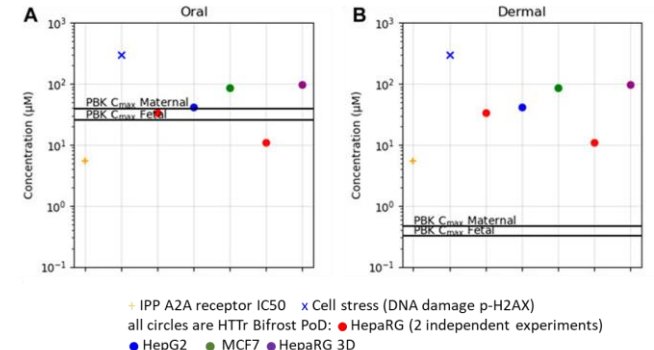 A
Oral
10³
10²
10¹
10⁰
10⁻¹
Concentration (µM)
PBK Cmax Maternal
PBK Cmax Fetal
B
Dermal
10³
10²
10¹
10⁰
10⁻¹
Concentration (µM)
PBK Cmax Maternal
PBK Cmax Fetal
+ IPP A2A receptor IC50 x Cell stress (DNA damage p-H2AX)
all circles are HTTr Bifrost PoD: ● HepaRG (2 independent experiments)
● HepG2 ● MCF7 ● HepaRG 3D